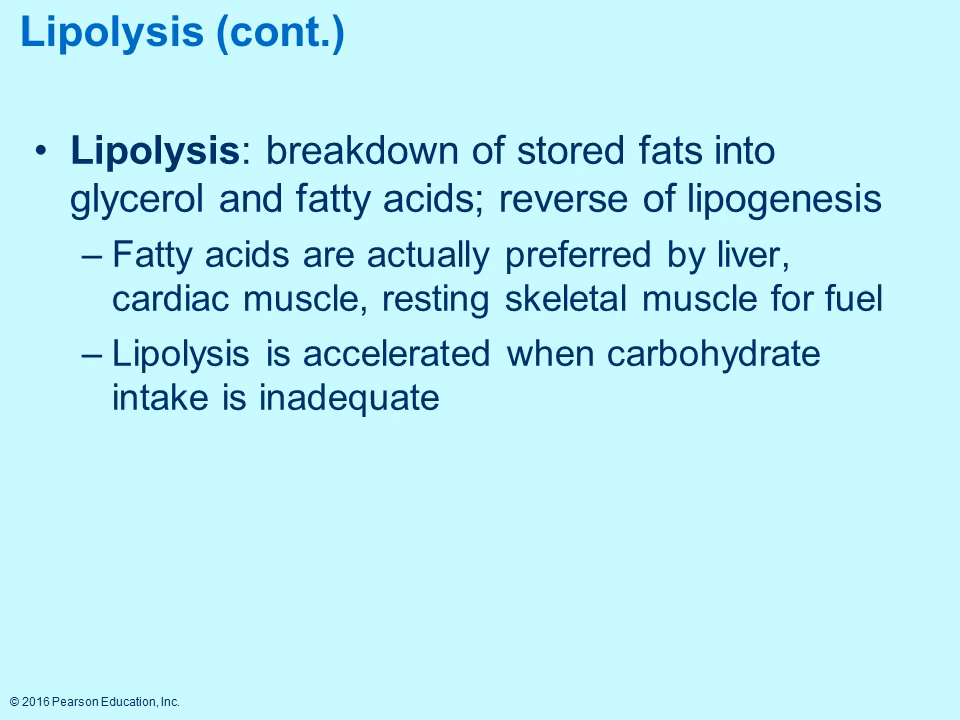 Lipolysis (cont.)
• Lipolysis: breakdown of stored fats into
glycerol and fatty acids; reverse of lipogenesis
– Fatty acids are actually preferred by liver,
cardiac muscle, resting skeletal muscle for fuel
– Lipolysis is accelerated when carbohydrate
intake is inadequate
© 2016 Pearson Education, Inc.